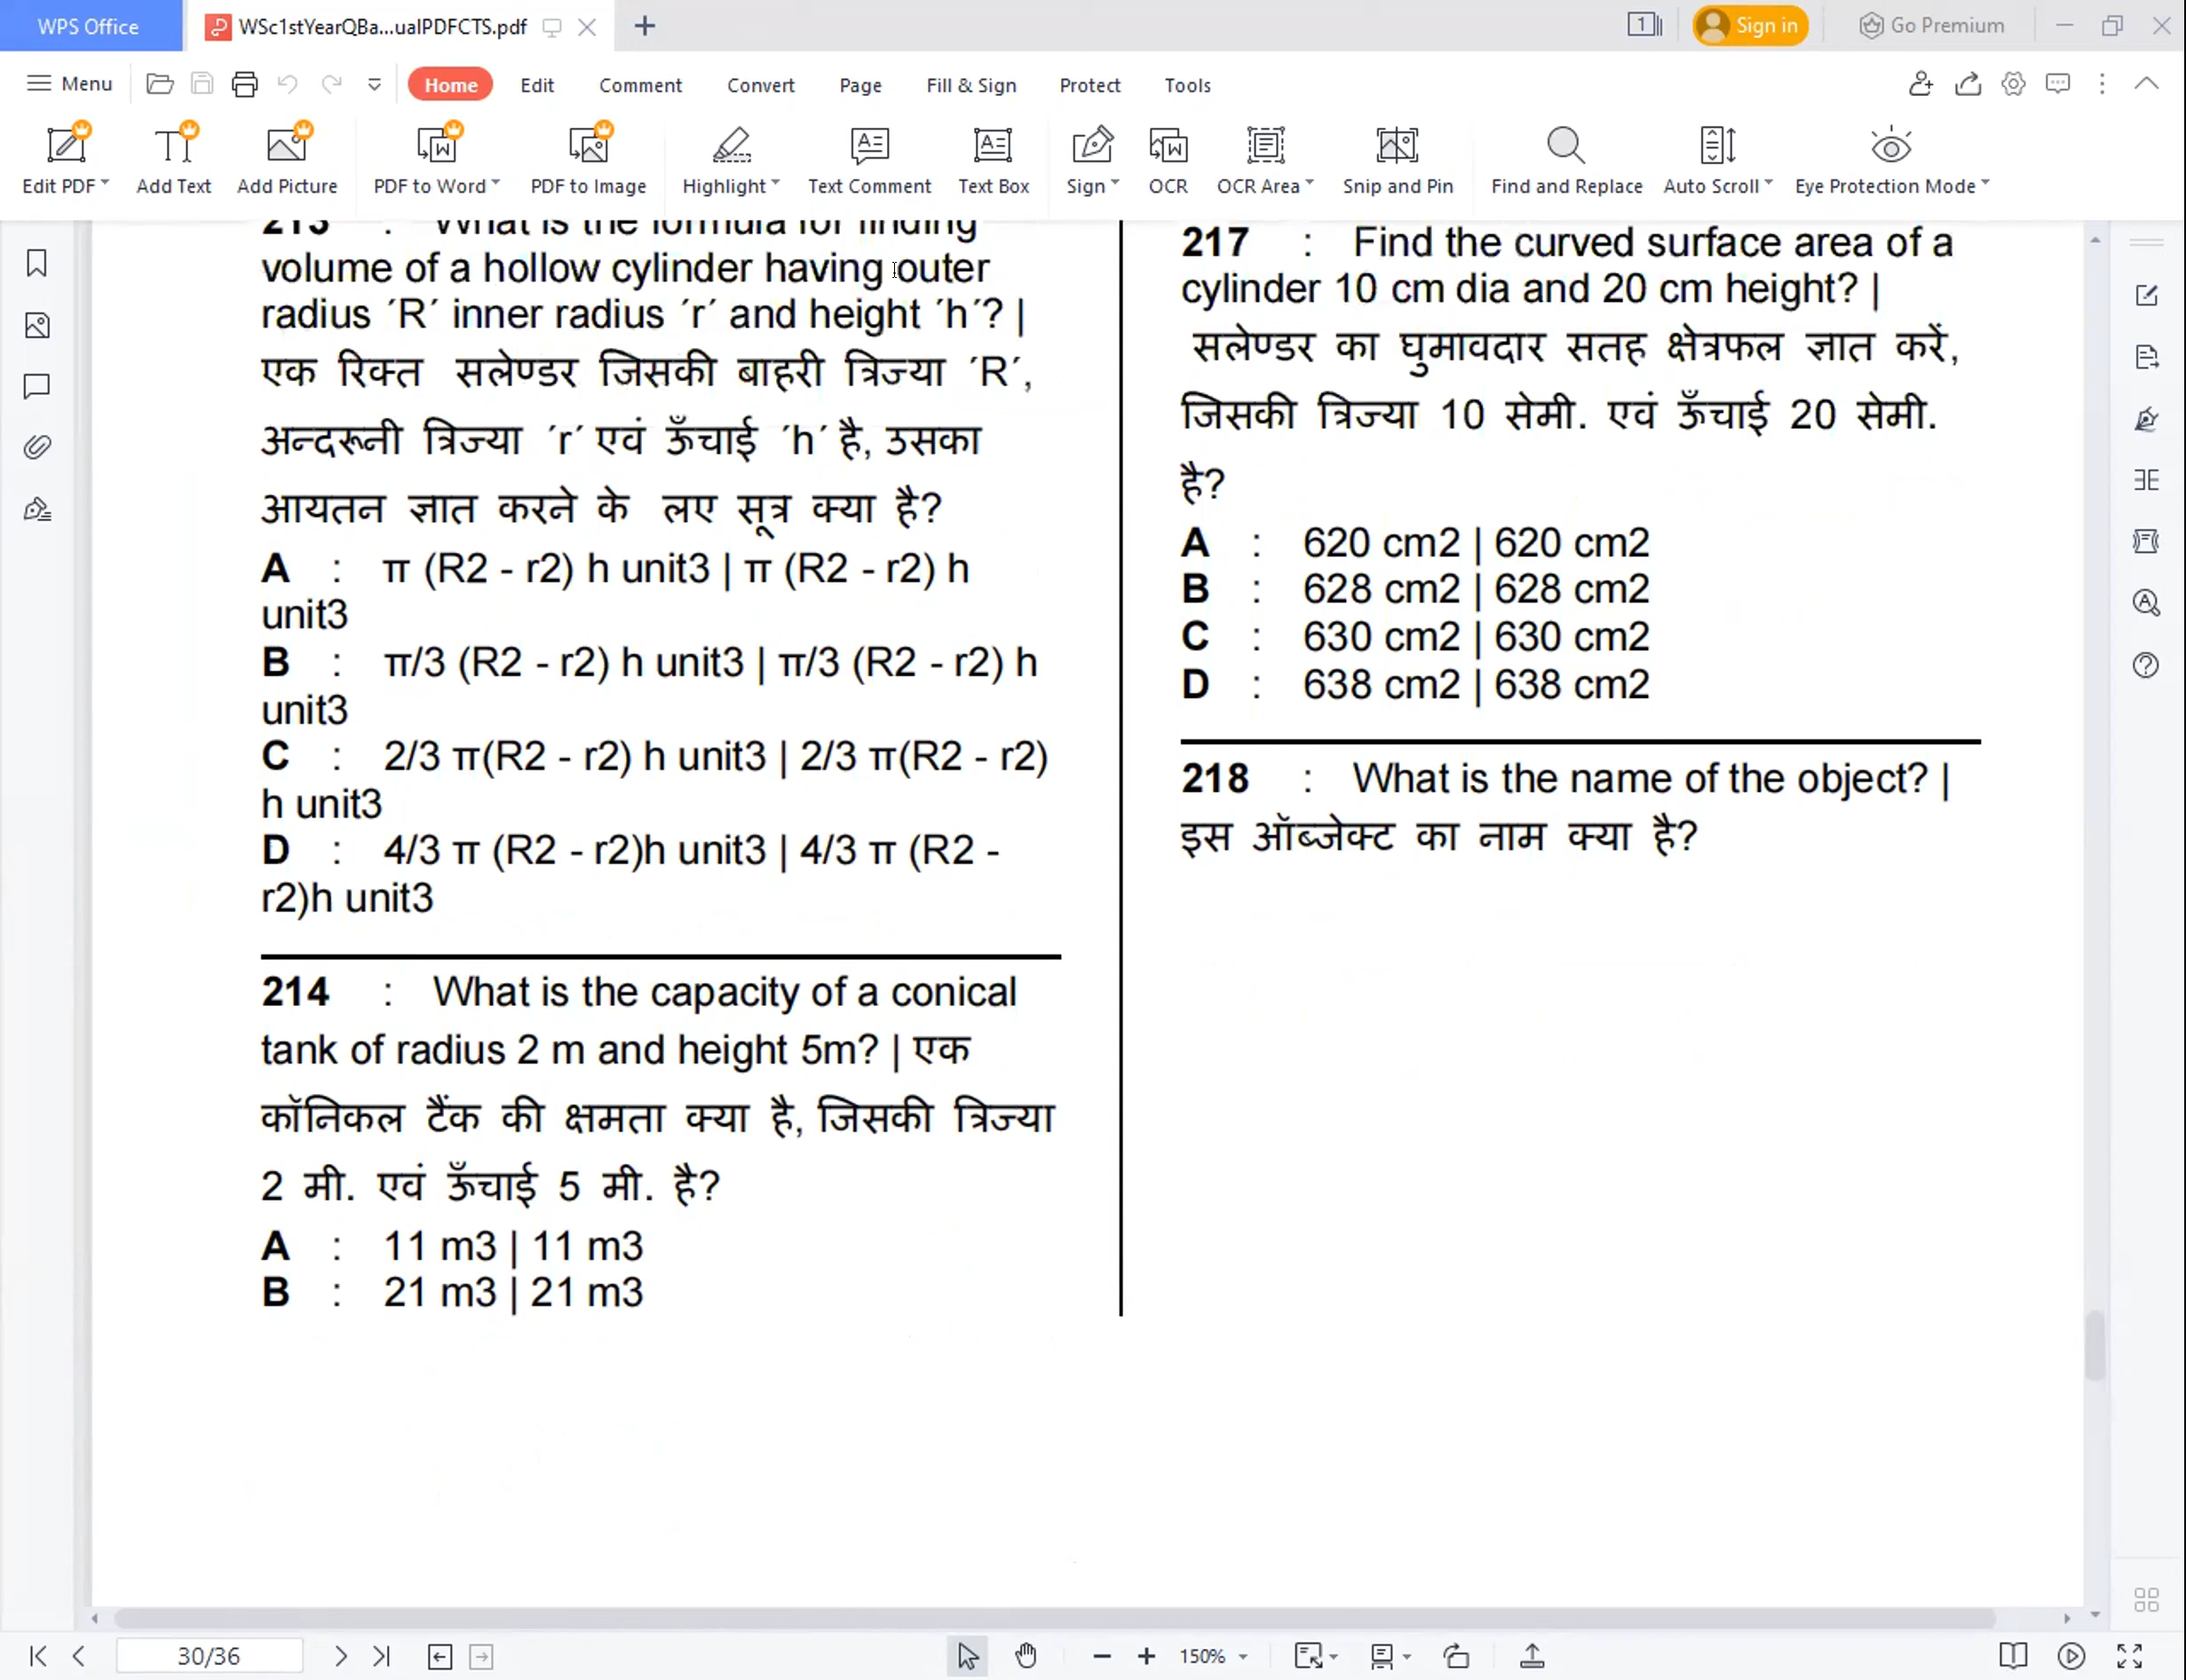 WPS Office
WSc1stYearQBa...ualPDFCTS.pdf
1
Sign in
Go Premium
Menu
Home
Edit
Comment
Convert
Page
Fill & Sign
Protect
Tools
Edit PDF
Add Text
Add Picture
PDF to Word
PDF to Image
Highlight
Text Comment
Text Box
Sign
OCR
OCR Area
Snip and Pin
Find and Replace
Auto Scroll
Eye Protection Mode
213 : What is the formula for finding
volume of a hollow cylinder having outer
radius ´R´ inner radius ´r´ and height ´h´? |
एक रिक्त सलेण्डर जिसकी बाहरी त्रिज्या ´R´,
अन्दरूनी त्रिज्या ´r´ एवं ऊँचाई ´h´ है, उसका
आयतन ज्ञात करने के लए सूत्र क्या है?
A : π (R2 - r2) h unit3 | π (R2 - r2) h
unit3
B : π/3 (R2 - r2) h unit3 | π/3 (R2 - r2) h
unit3
C : 2/3 π(R2 - r2) h unit3 | 2/3 π(R2 - r2)
h unit3
D : 4/3 π (R2 - r2)h unit3 | 4/3 π (R2 -
r2)h unit3
214 : What is the capacity of a conical
tank of radius 2 m and height 5m? | एक
कॉनिकल टैंक की क्षमता क्या है, जिसकी त्रिज्या
2 मी. एवं ऊँचाई 5 मी. है?
A : 11 m3 | 11 m3
B : 21 m3 | 21 m3
217 : Find the curved surface area of a
cylinder 10 cm dia and 20 cm height? |
सलेण्डर का घुमावदार सतह क्षेत्रफल ज्ञात करें,
जिसकी त्रिज्या 10 सेमी. एवं ऊँचाई 20 सेमी.
है?
A : 620 cm2 | 620 cm2
B : 628 cm2 | 628 cm2
C : 630 cm2 | 630 cm2
D : 638 cm2 | 638 cm2
218 : What is the name of the object? |
इस ऑब्जेक्ट का नाम क्या है?
30/36
150%